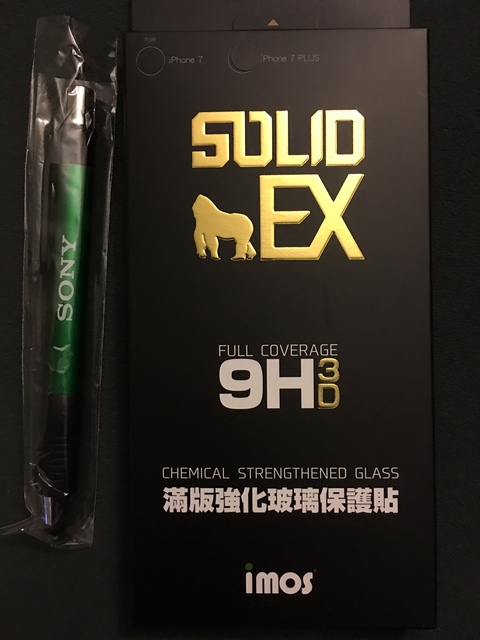 FOR
iPhone 7
iPhone 7 PLUS
SOLID
EX
FULL COVERAGE
9H 3D
CHEMICAL STRENGTHENED GLASS
滿版強化玻璃保護貼
imos
SONY